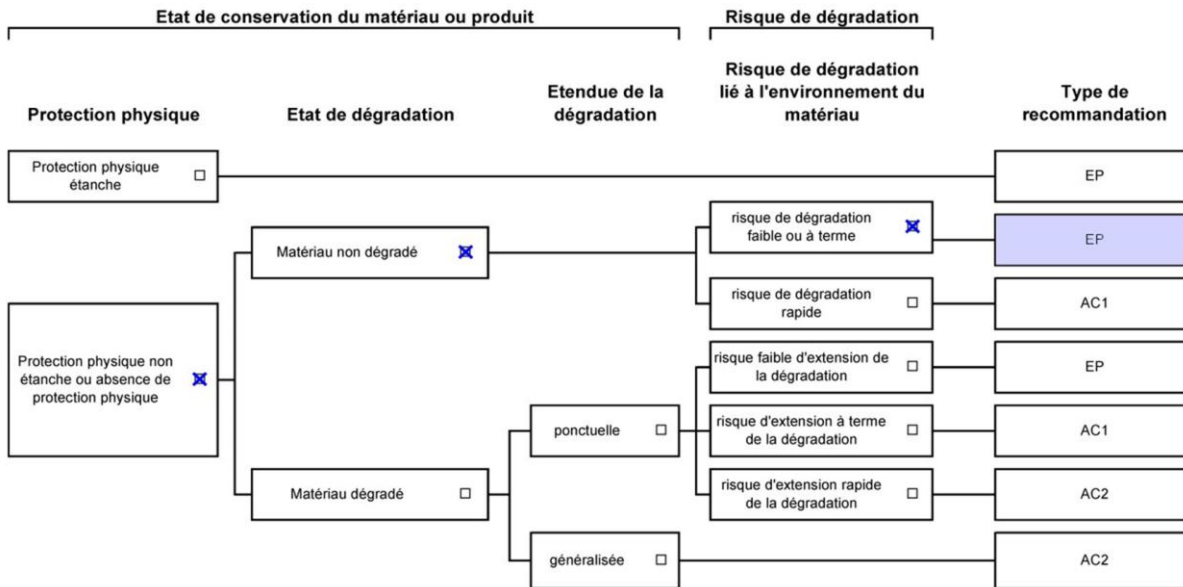 Etat de conservation du matériau ou produit
Risque de dégradation
Protection physique
Etat de dégradation
Etendue de la
dégradation
Risque de dégradation
lié à l'environnement du
matériau
Type de
recommandation
Protection physique
étanche
EP
risque de dégradation
faible ou à terme
EP
Matériau non dégradé
risque de dégradation
rapide
AC1
Protection physique non
étanche ou absence de
protection physique
risque faible d'extension de
la dégradation
EP
ponctuelle
risque d'extension à terme
de la dégradation
AC1
Matériau dégradé
risque d'extension rapide
de la dégradation
AC2
généralisée
AC2